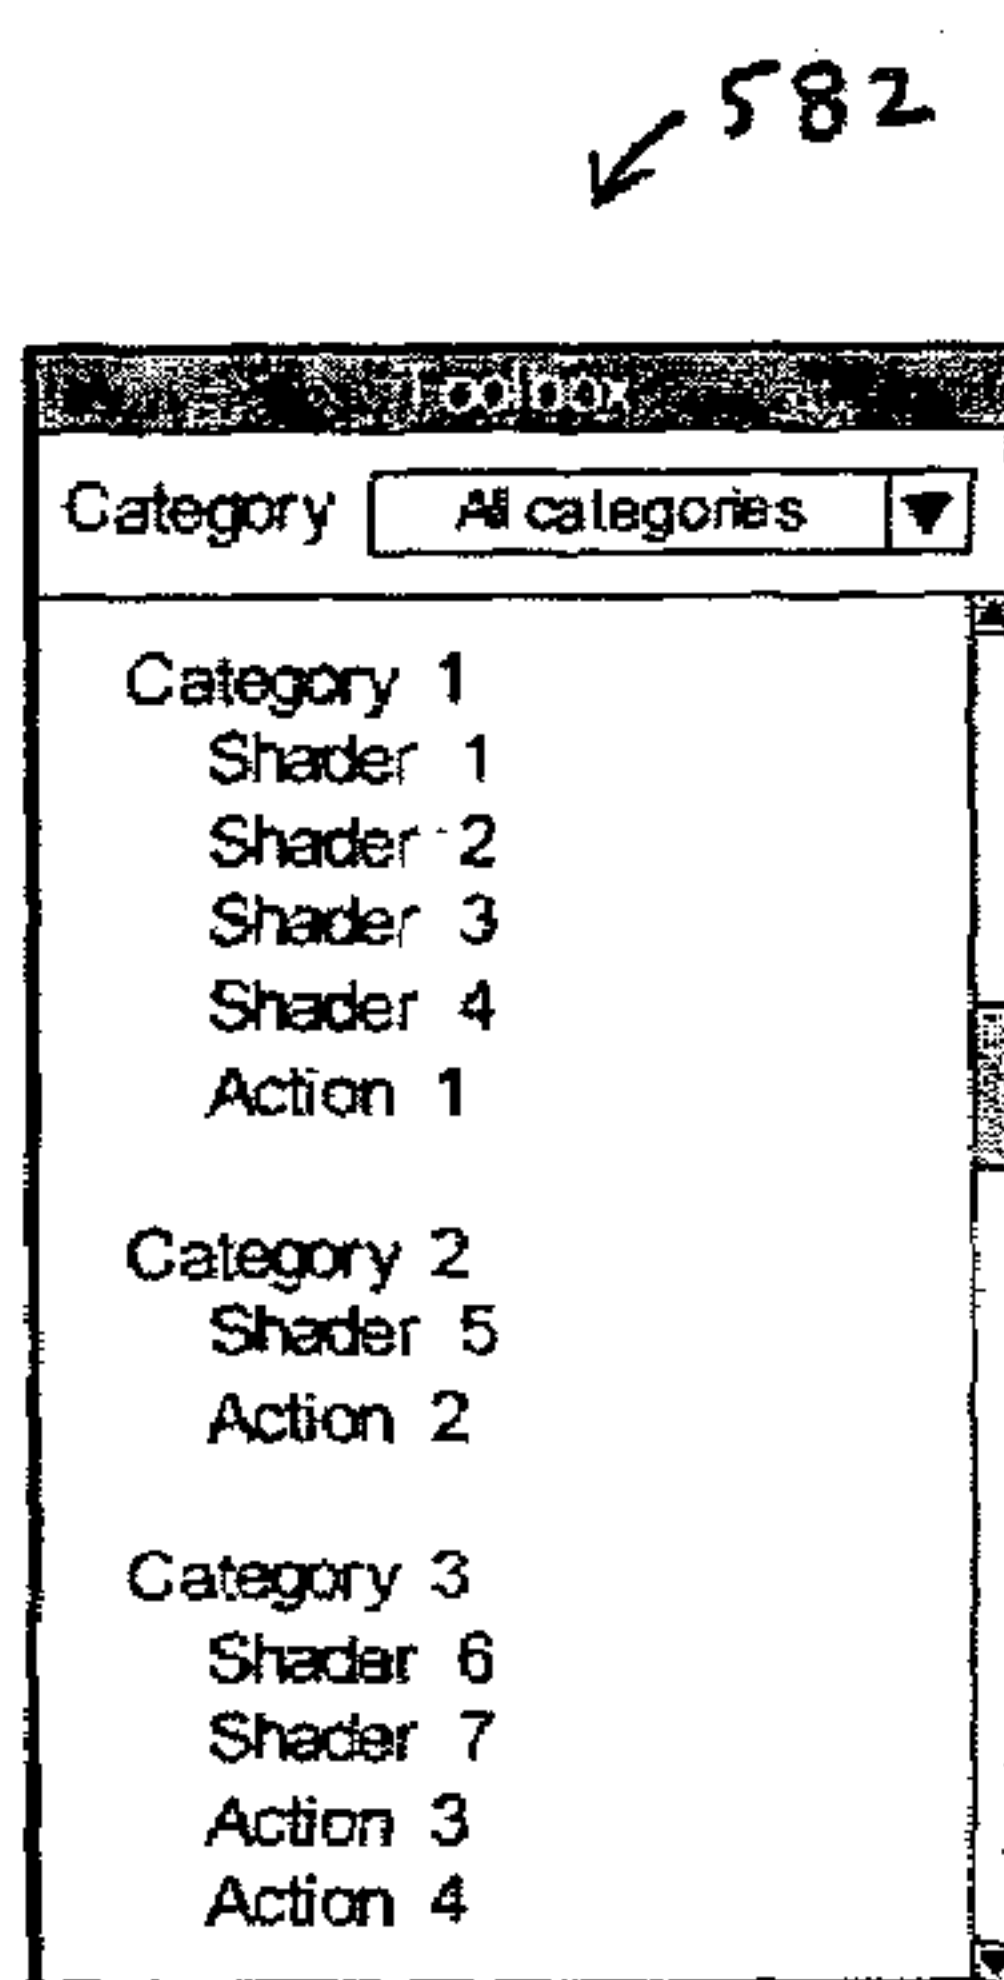 582
Toolbox
Category All categories
Category 1
Shader 1
Shader 2
Shader 3
Shader 4
Action 1
Category 2
Shader 5
Action 2
Category 3
Shader 6
Shader 7
Action 3
Action 4